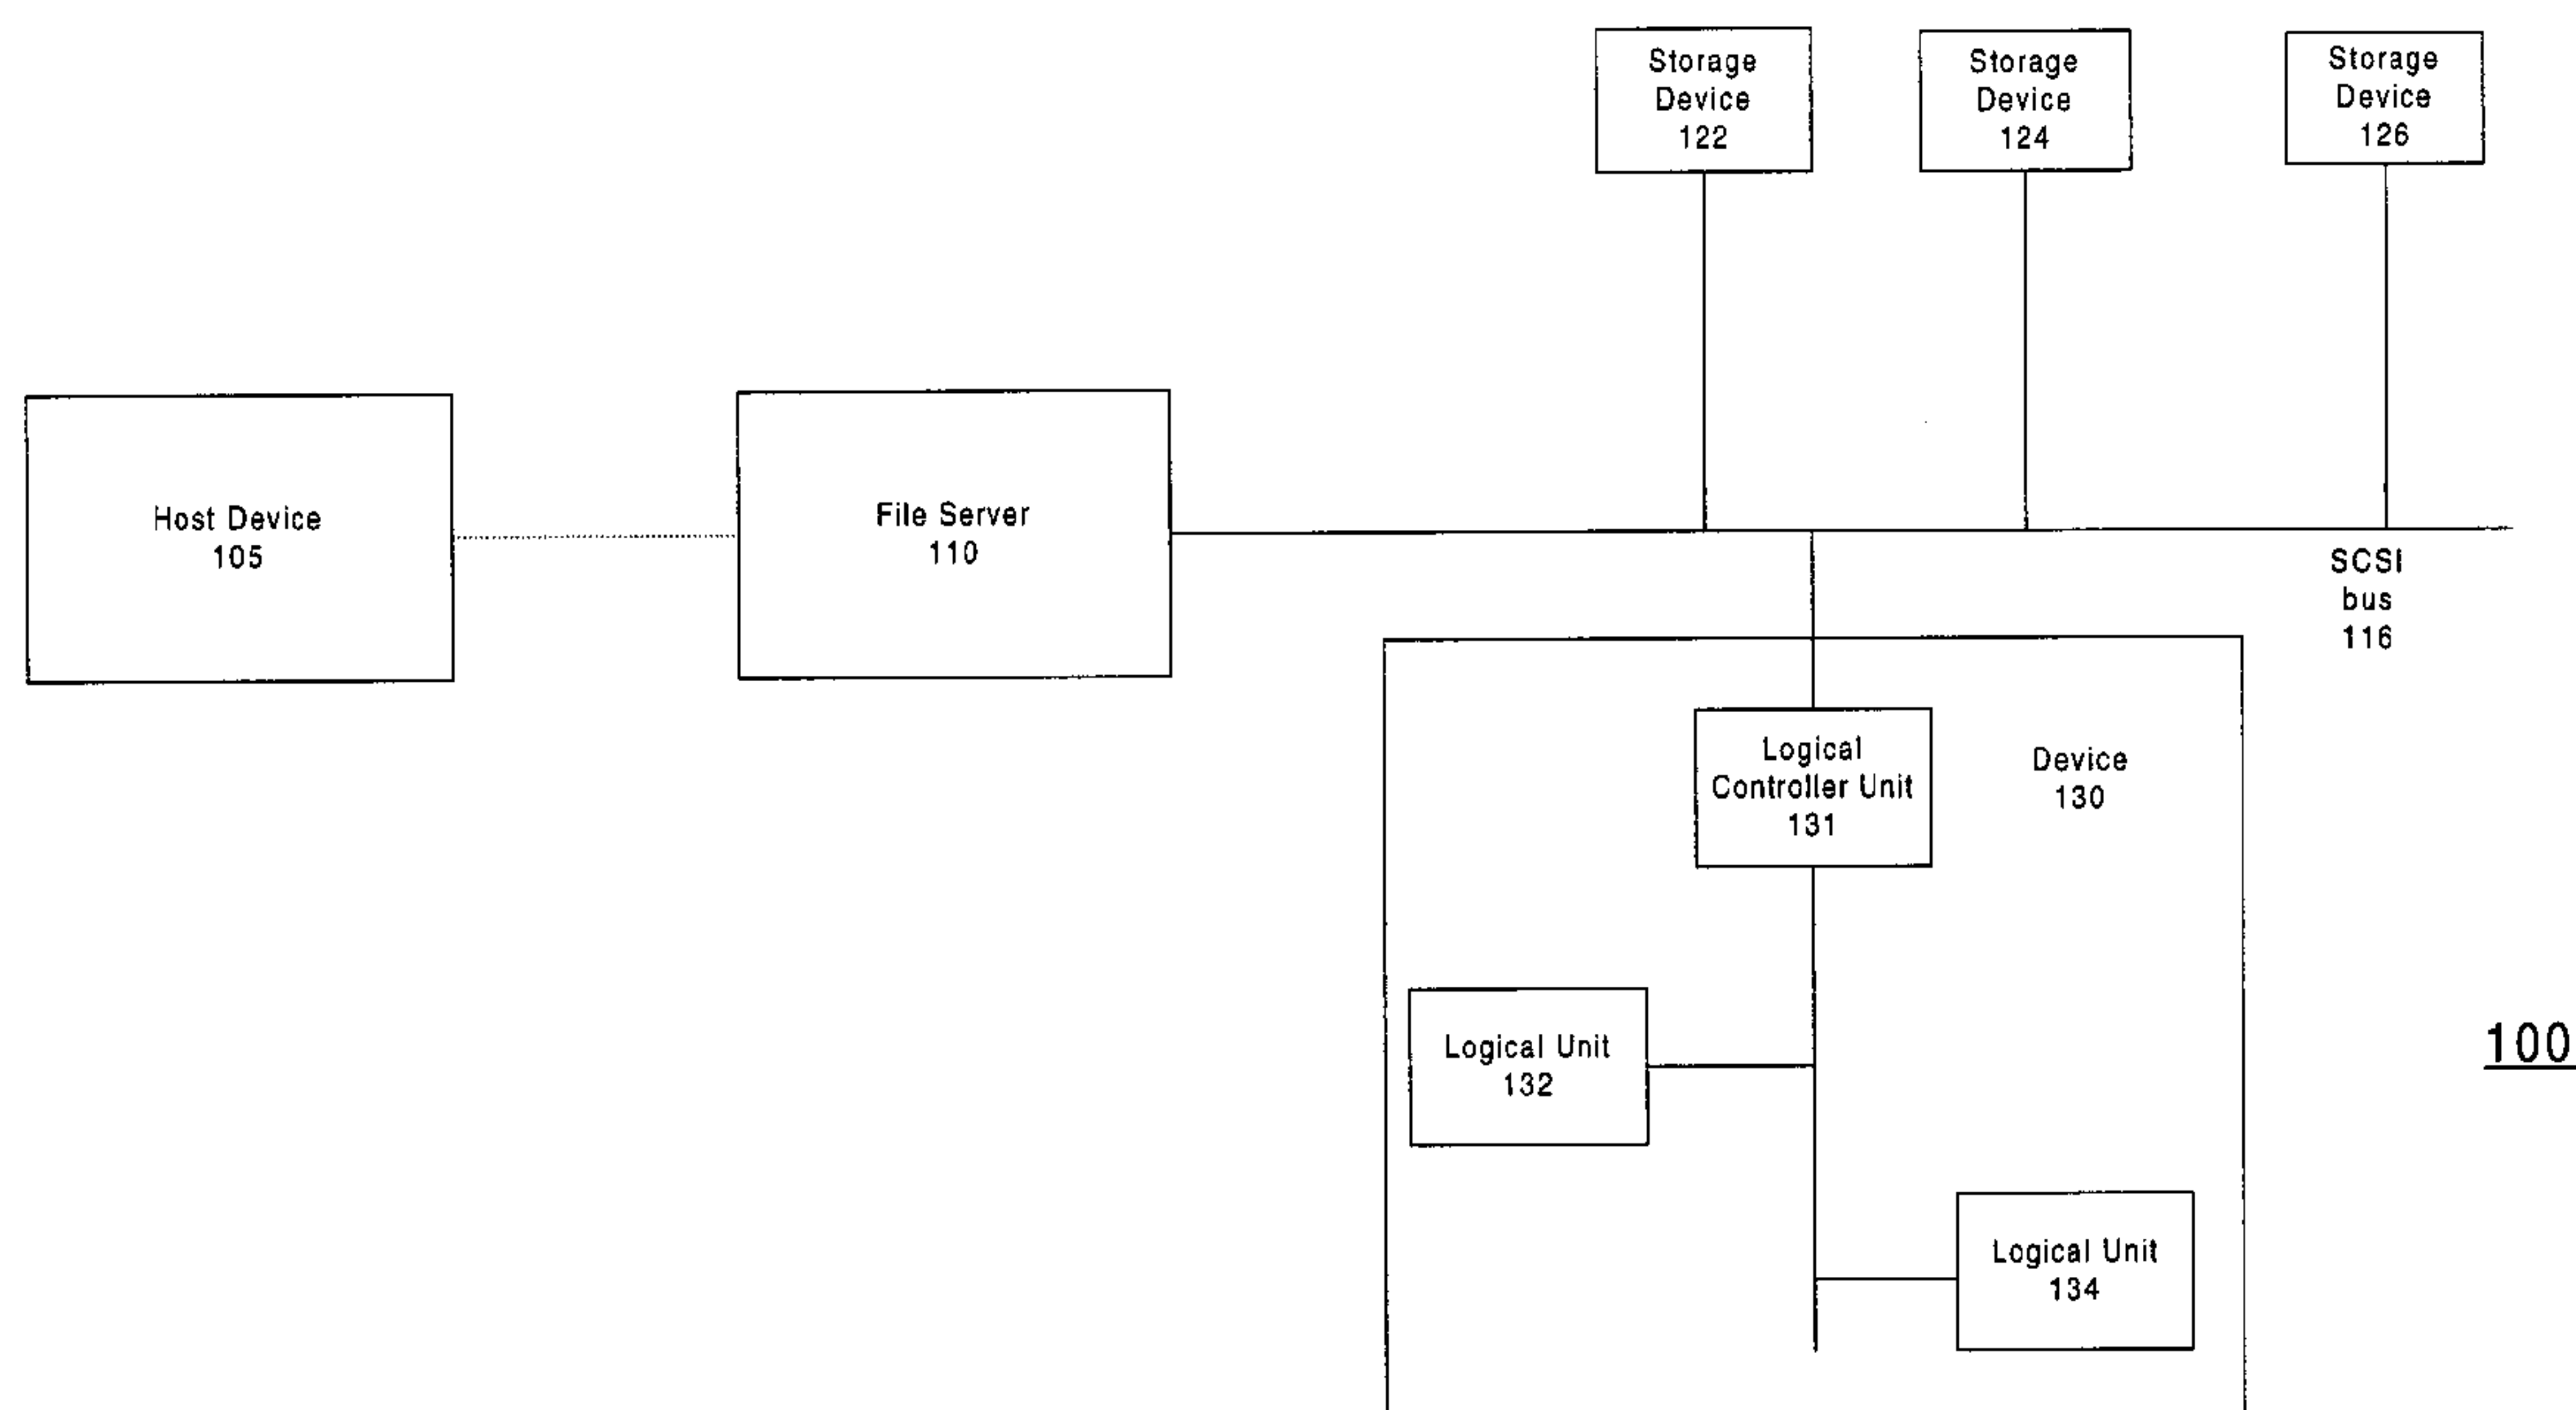 Storage
Device
122
Storage
Device
124
Storage
Device
126
Host Device
105
File Server
110
SCSI
bus
116
Logical
Controller Unit
131
Device
130
Logical Unit
132
100
Logical Unit
134